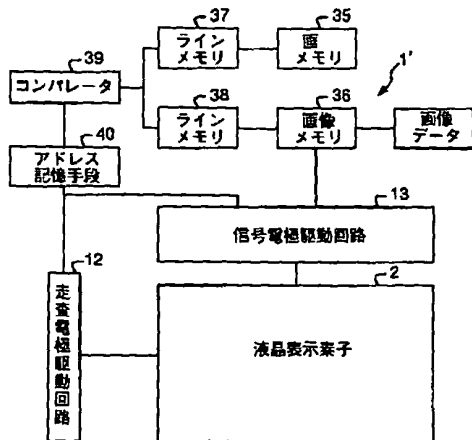 37
35
ライン
メモリ
画
メモリ
39
コンパレータ
38
36
1'
ライン
メモリ
画像
メモリ
画像
データ
40
アドレス
記憶手段
13
信号電極駆動回路
12
2
走査電極駆動回路
液晶表示素子